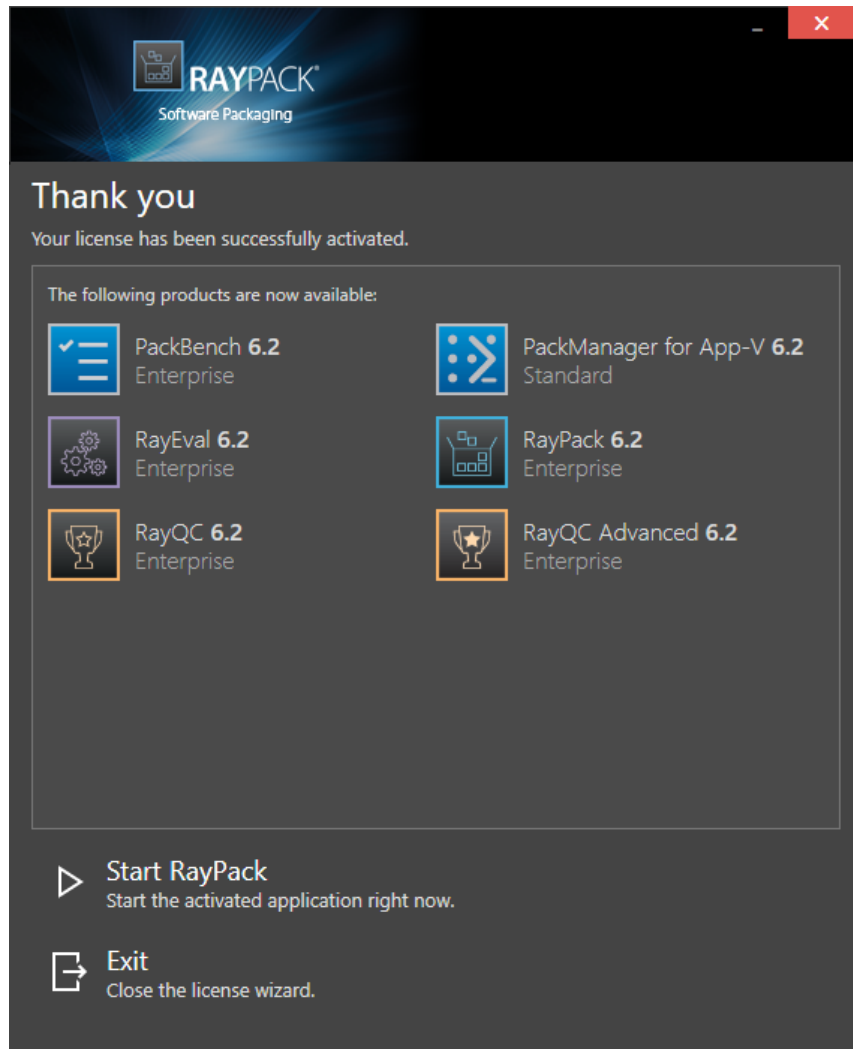 RAYPACK®
Software Packaging
Thank you
Your license has been successfully activated.
The following products are now available:
PackBench 6.2
Enterprise
PackManager for App-V 6.2
Standard
RayEval 6.2
Enterprise
RayPack 6.2
Enterprise
RayQC 6.2
Enterprise
RayQC Advanced 6.2
Enterprise
Start RayPack
Start the activated application right now.
Exit
Close the license wizard.